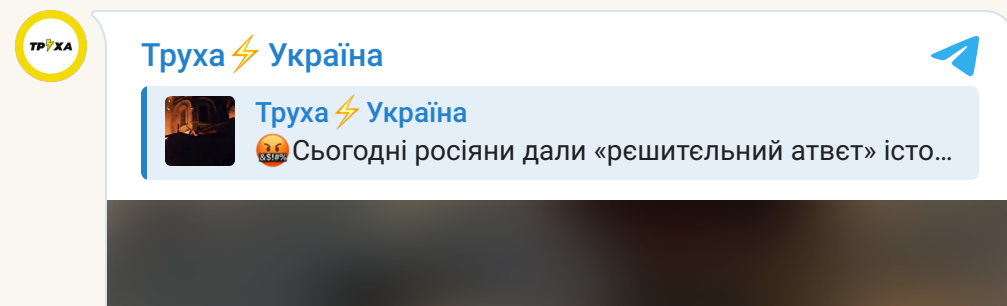 ТРУХА
Труха⚡Україна
Труха⚡Україна
🤬Сьогодні росіяни дали «рєшитєльний атвєт» істо...